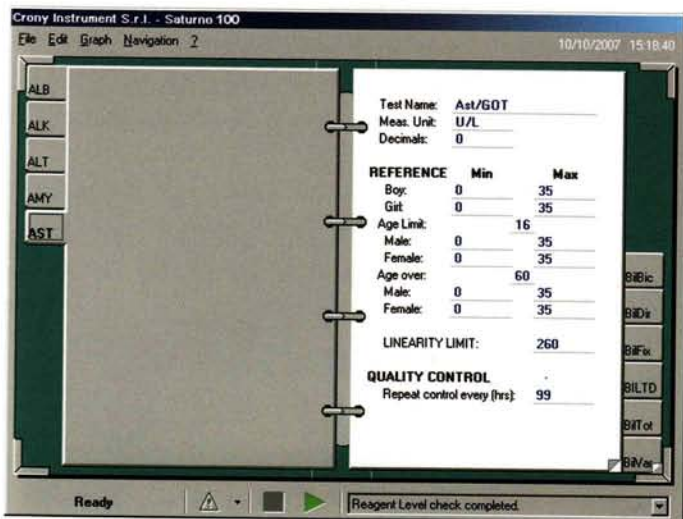 Crony Instrument S.r.l. - Saturno 100
File Edit Graph Navigation ?
10/10/2007 15:18:40
ALB
ALK
ALT
AMY
AST
Test Name: Ast/GOT
Meas. Unit: U/L
Decimals: 0
REFERENCE Min Max
Boy: 0 35
Girl: 0 35
Age Limit: 16
Male: 0 35
Female: 0 35
Age over: 60
Male: 0 35
Female: 0 35
LINEARITY LIMIT: 260
QUALITY CONTROL
Repeat control every (hrs): 99
BilBic
BilDir
BilFix
BILTD
BilTot
BilVas
Ready
Reagent Level check completed.